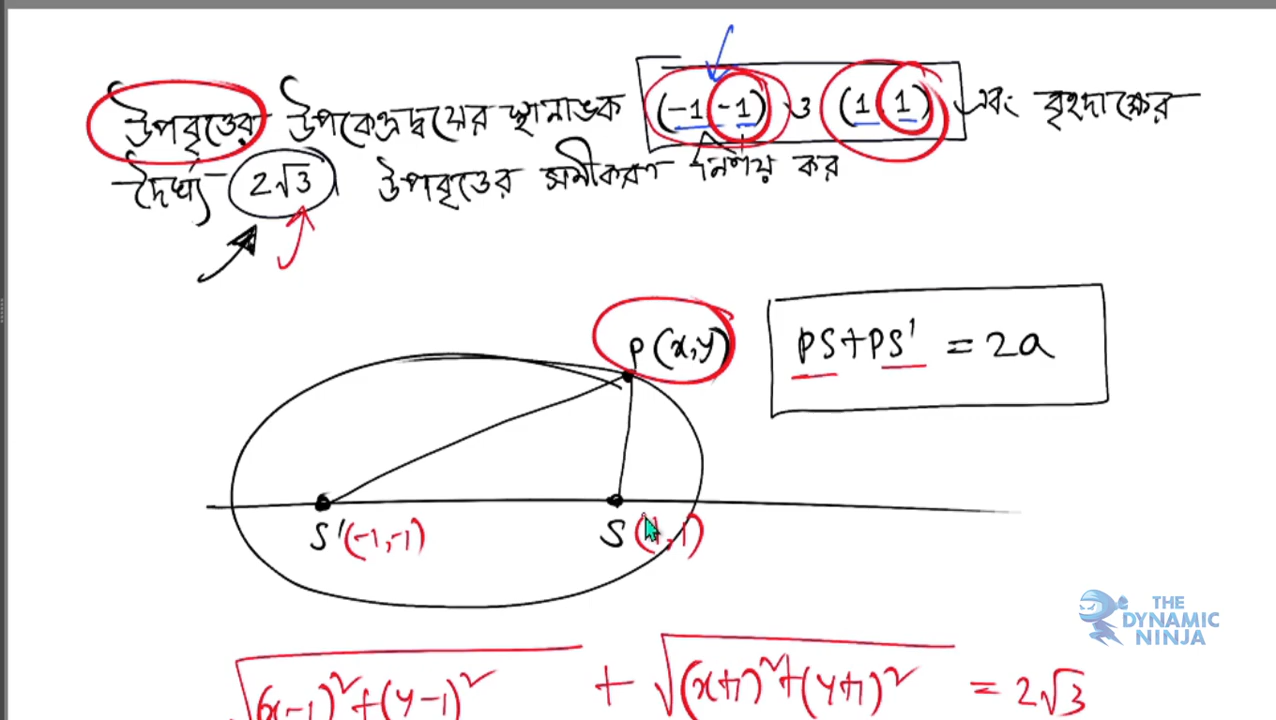 উপবৃত্তের উপকেন্দ্রদ্বয়ের স্থানাঙ্ক (-1 -1) ও (1 1) এবং বৃহদাক্ষের
দৈর্ঘ্য 2√3। উপবৃত্তের সমীকরণ নির্ণয় কর
P(x,y)
PS+PS' = 2a
S'(-1,-1)
S (1,1)
THE
DYNAMIC
NINJA
√(x-1)²+(y-1)² + √(x+1)²+(y+1)² = 2√3